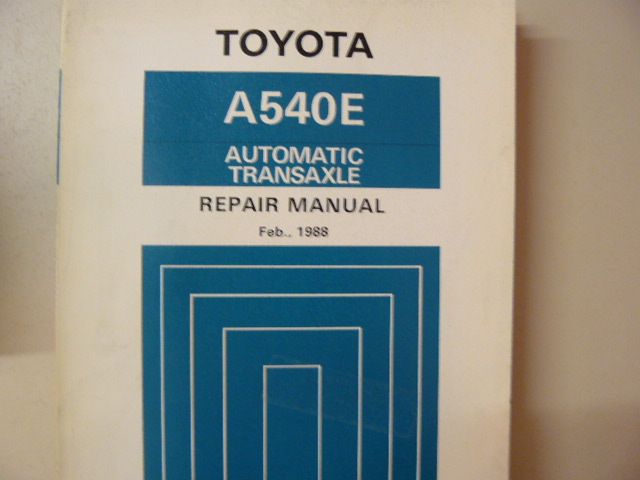 TOYOTA
A540E
AUTOMATIC
TRANSAXLE
REPAIR MANUAL
Feb., 1988